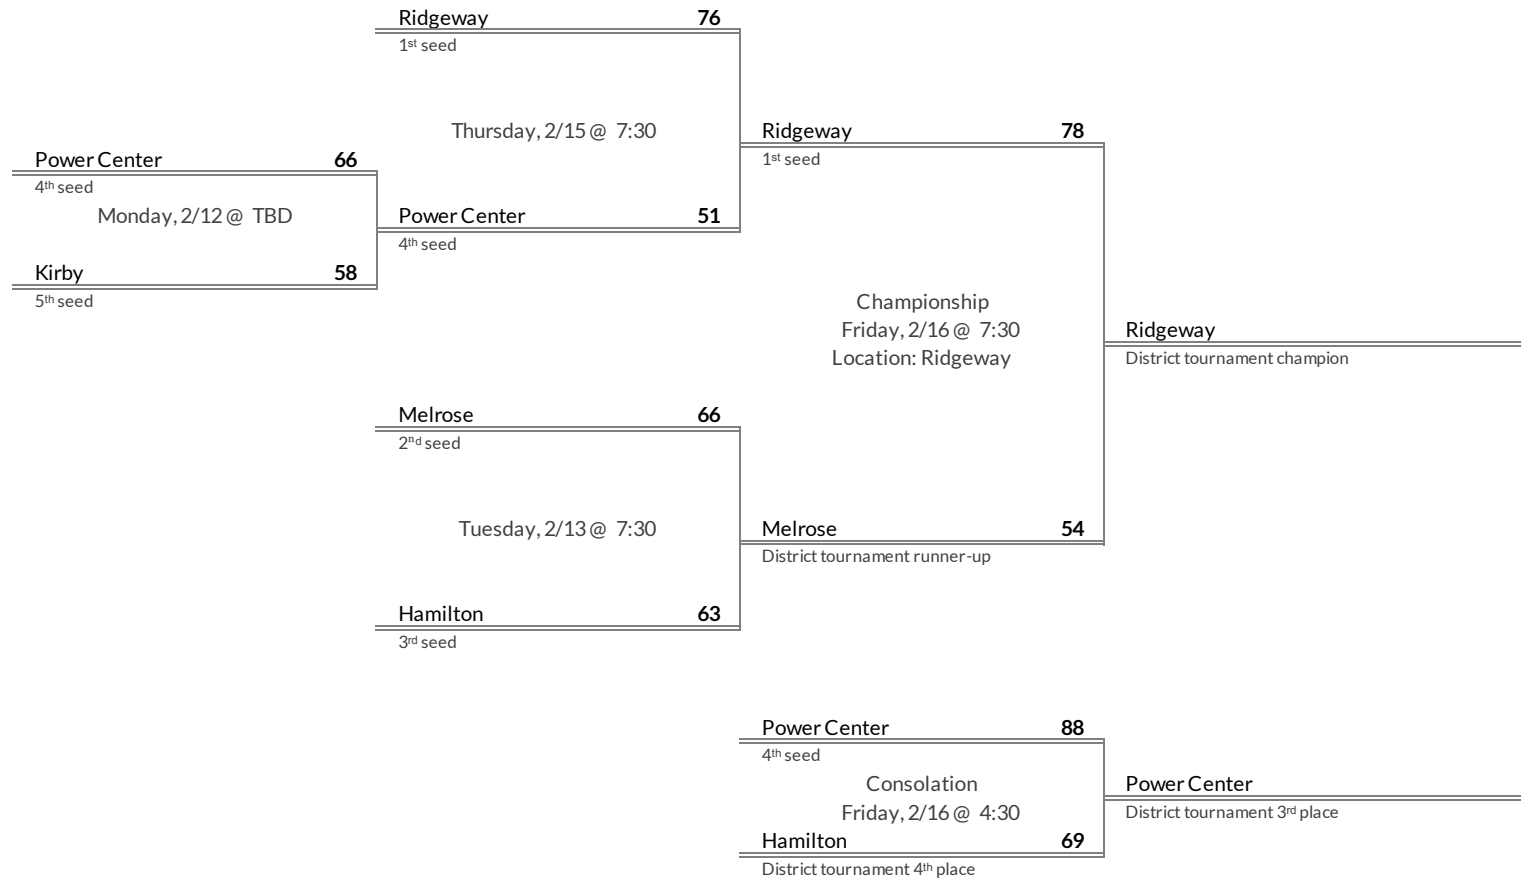 Ridgeway 76
1st seed
Thursday, 2/15 @ 7:30
Ridgeway 78
1st seed
Power Center 66
4th seed
Monday, 2/12 @ TBD
Power Center 51
4th seed
Kirby 58
5th seed
Championship
Friday, 2/16 @ 7:30
Location: Ridgeway
Ridgeway
District tournament champion
Melrose 66
2nd seed
Tuesday, 2/13 @ 7:30
Melrose 54
District tournament runner-up
Hamilton 63
3rd seed
Power Center 88
4th seed
Consolation
Friday, 2/16 @ 4:30
Power Center
District tournament 3rd place
Hamilton 69
District tournament 4th place